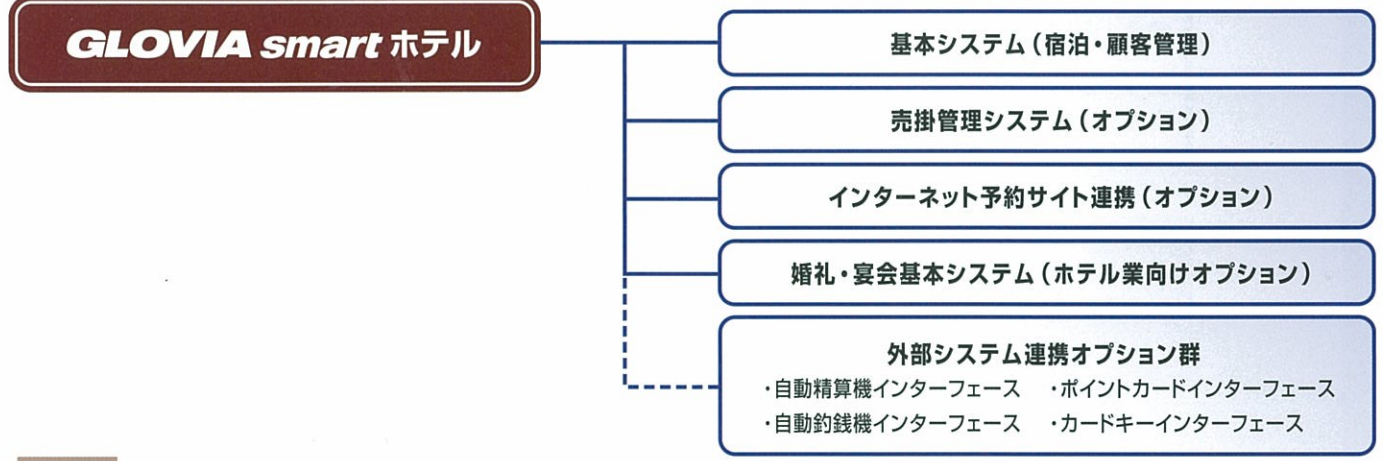 GLOVIA smart ホテル
基本システム(宿泊・顧客管理)
売掛管理システム(オプション)
インターネット予約サイト連携(オプション)
婚礼・宴会基本システム(ホテル業向けオプション)
外部システム連携オプション群
・自動精算機インターフェース ・ポイントカードインターフェース
・自動釣銭機インターフェース ・カードキーインターフェース